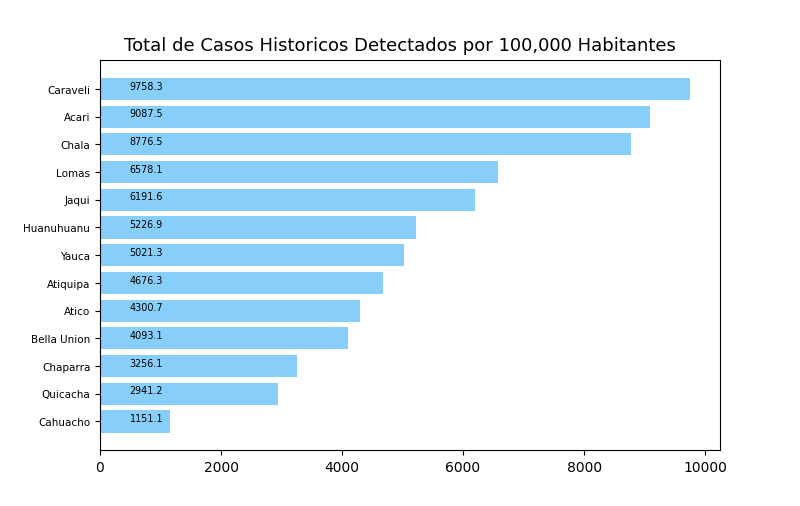 Total de Casos Historicos Detectados por 100,000 Habitantes
Caraveli 9758.3
Acari 9087.5
Chala 8776.5
Lomas 6578.1
Jaqui 6191.6
Huanuhuanu 5226.9
Yauca 5021.3
Atiquipa 4676.3
Atico 4300.7
Bella Union 4093.1
Chaparra 3256.1
Quicacha 2941.2
Cahuacho 1151.1
0 2000 4000 6000 8000 10000